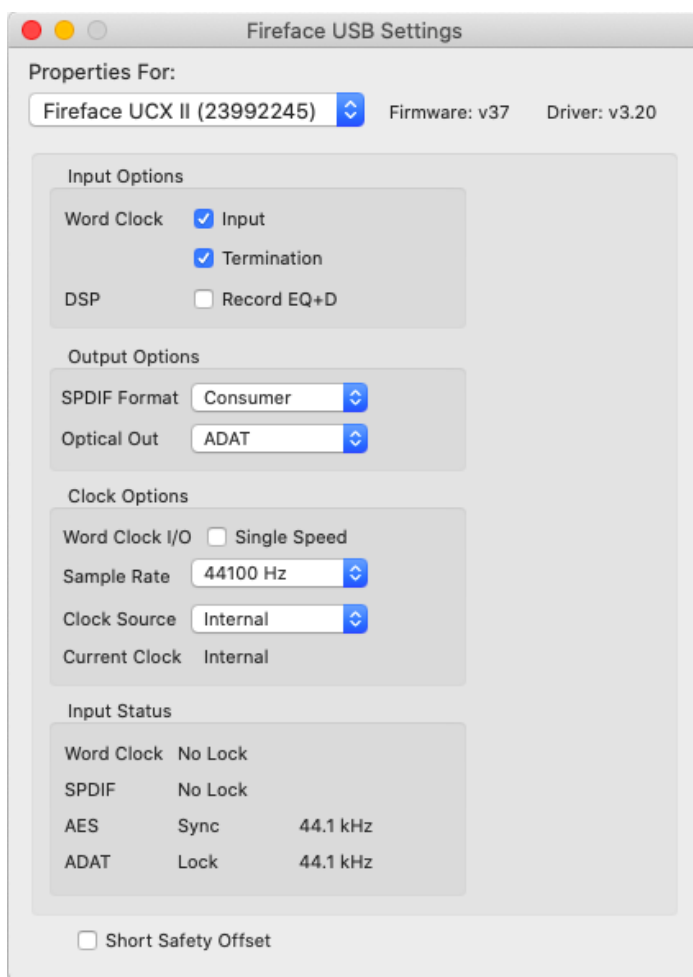 Fireface USB Settings
Properties For:
Fireface UCX II (23992245) Firmware: v37 Driver: v3.20
Input Options
Word Clock Input
Termination
DSP Record EQ+D
Output Options
SPDIF Format Consumer
Optical Out ADAT
Clock Options
Word Clock I/O Single Speed
Sample Rate 44100 Hz
Clock Source Internal
Current Clock Internal
Input Status
Word Clock No Lock
SPDIF No Lock
AES Sync 44.1 kHz
ADAT Lock 44.1 kHz
Short Safety Offset